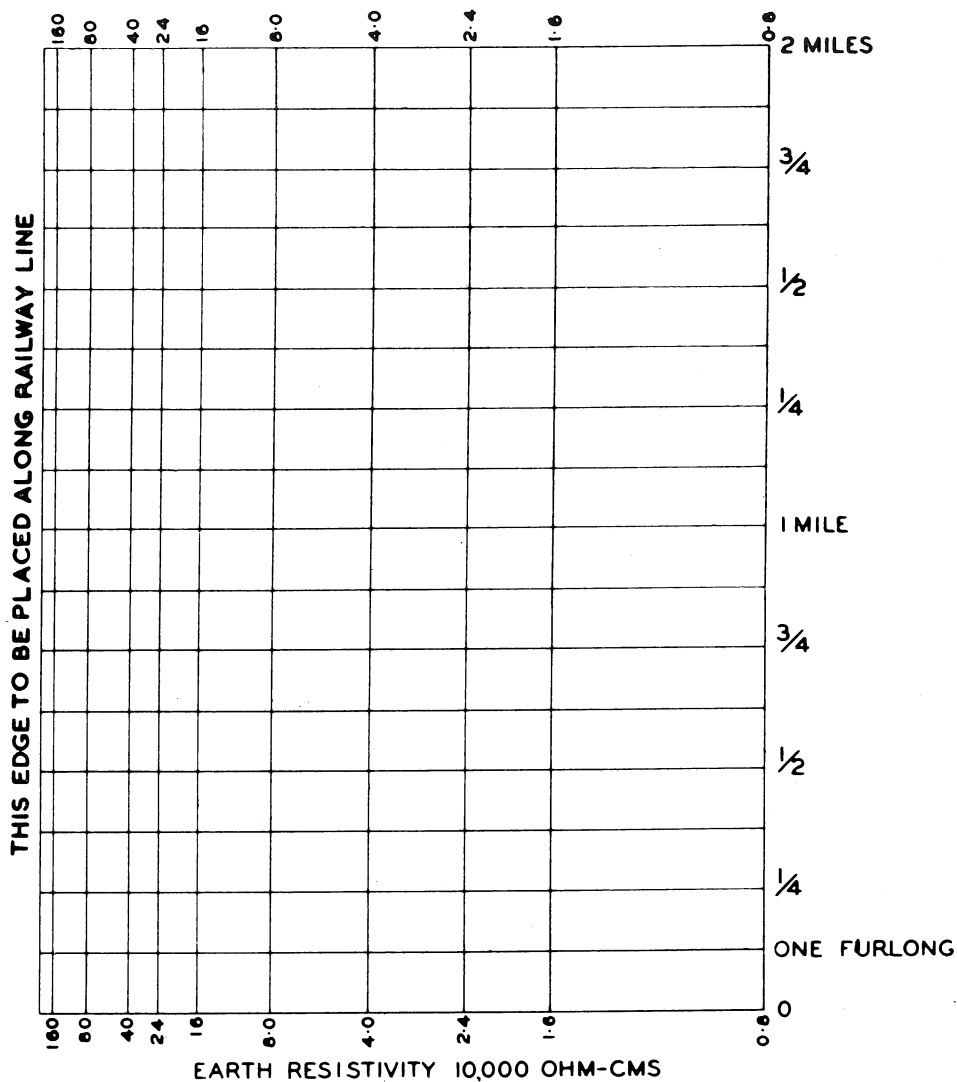 160 80 40 24 16 8·0 4·0 2·4 1·6 0·8
2 MILES
3/4
1/2
1/4
1 MILE
3/4
1/2
1/4
ONE FURLONG
0
THIS EDGE TO BE PLACED ALONG RAILWAY LINE
160 80 40 24 16 8·0 4·0 2·4 1·6 0·8
EARTH RESISTIVITY 10,000 OHM-CMS